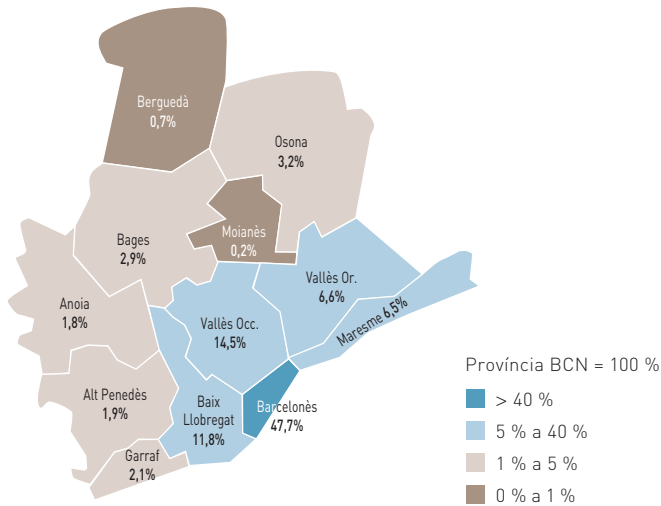 Berguedà
0,7%
Osona
3,2%
Moianès
0,2%
Bages
2,9%
Vallès Or.
6,6%
Anoia
1,8%
Vallès Occ.
14,5%
Maresme 6,5%
Alt Penedès
1,9%
Baix
Llobregat
11,8%
Barcelonès
47,7%
Garraf
2,1%
Província BCN = 100 %
> 40 %
5 % a 40 %
1 % a 5 %
0 % a 1 %